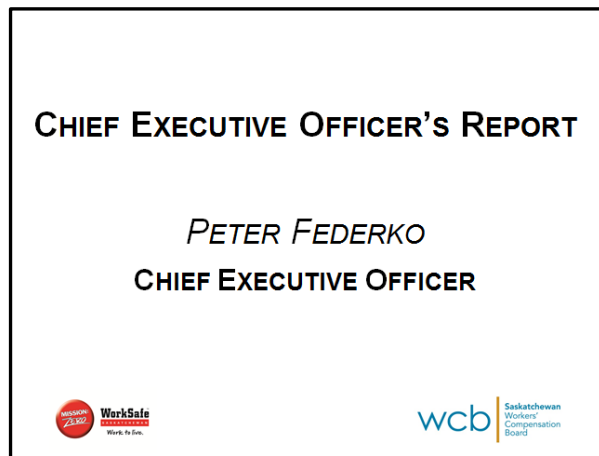 CHIEF EXECUTIVE OFFICER'S REPORT
PETER FEDERKO
CHIEF EXECUTIVE OFFICER
MISSION:
ZERO
WorkSafe
SASKATCHEWAN
Work to live.
wcb
Saskatchewan
Workers'
Compensation
Board